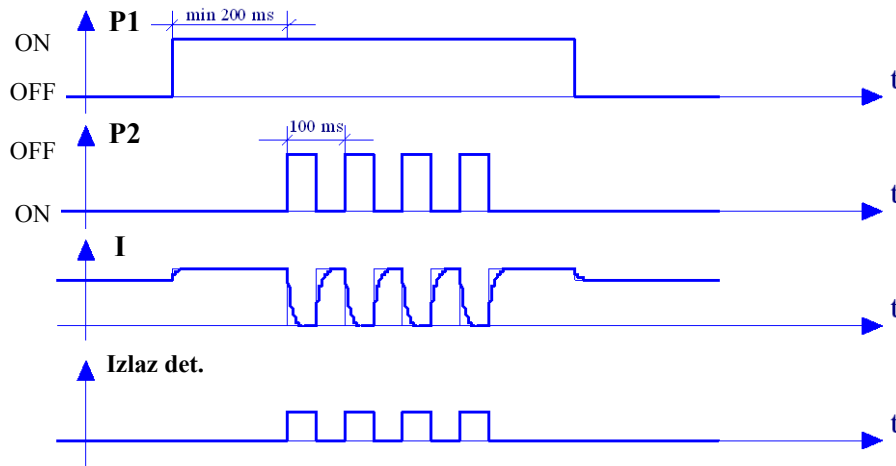 P1
min 200 ms
ON
OFF
t
P2
100 ms
OFF
ON
t
I
t
Izlaz det.
t